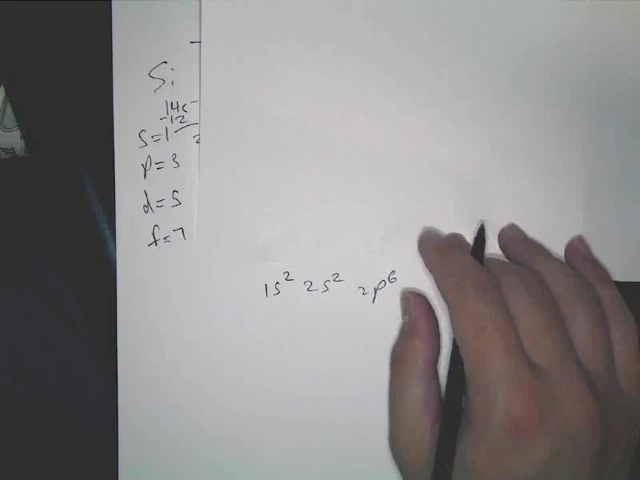 Si
14e-
-12
s=1 2
p=3
d=5
f=7
1s² 2s² 2p⁶